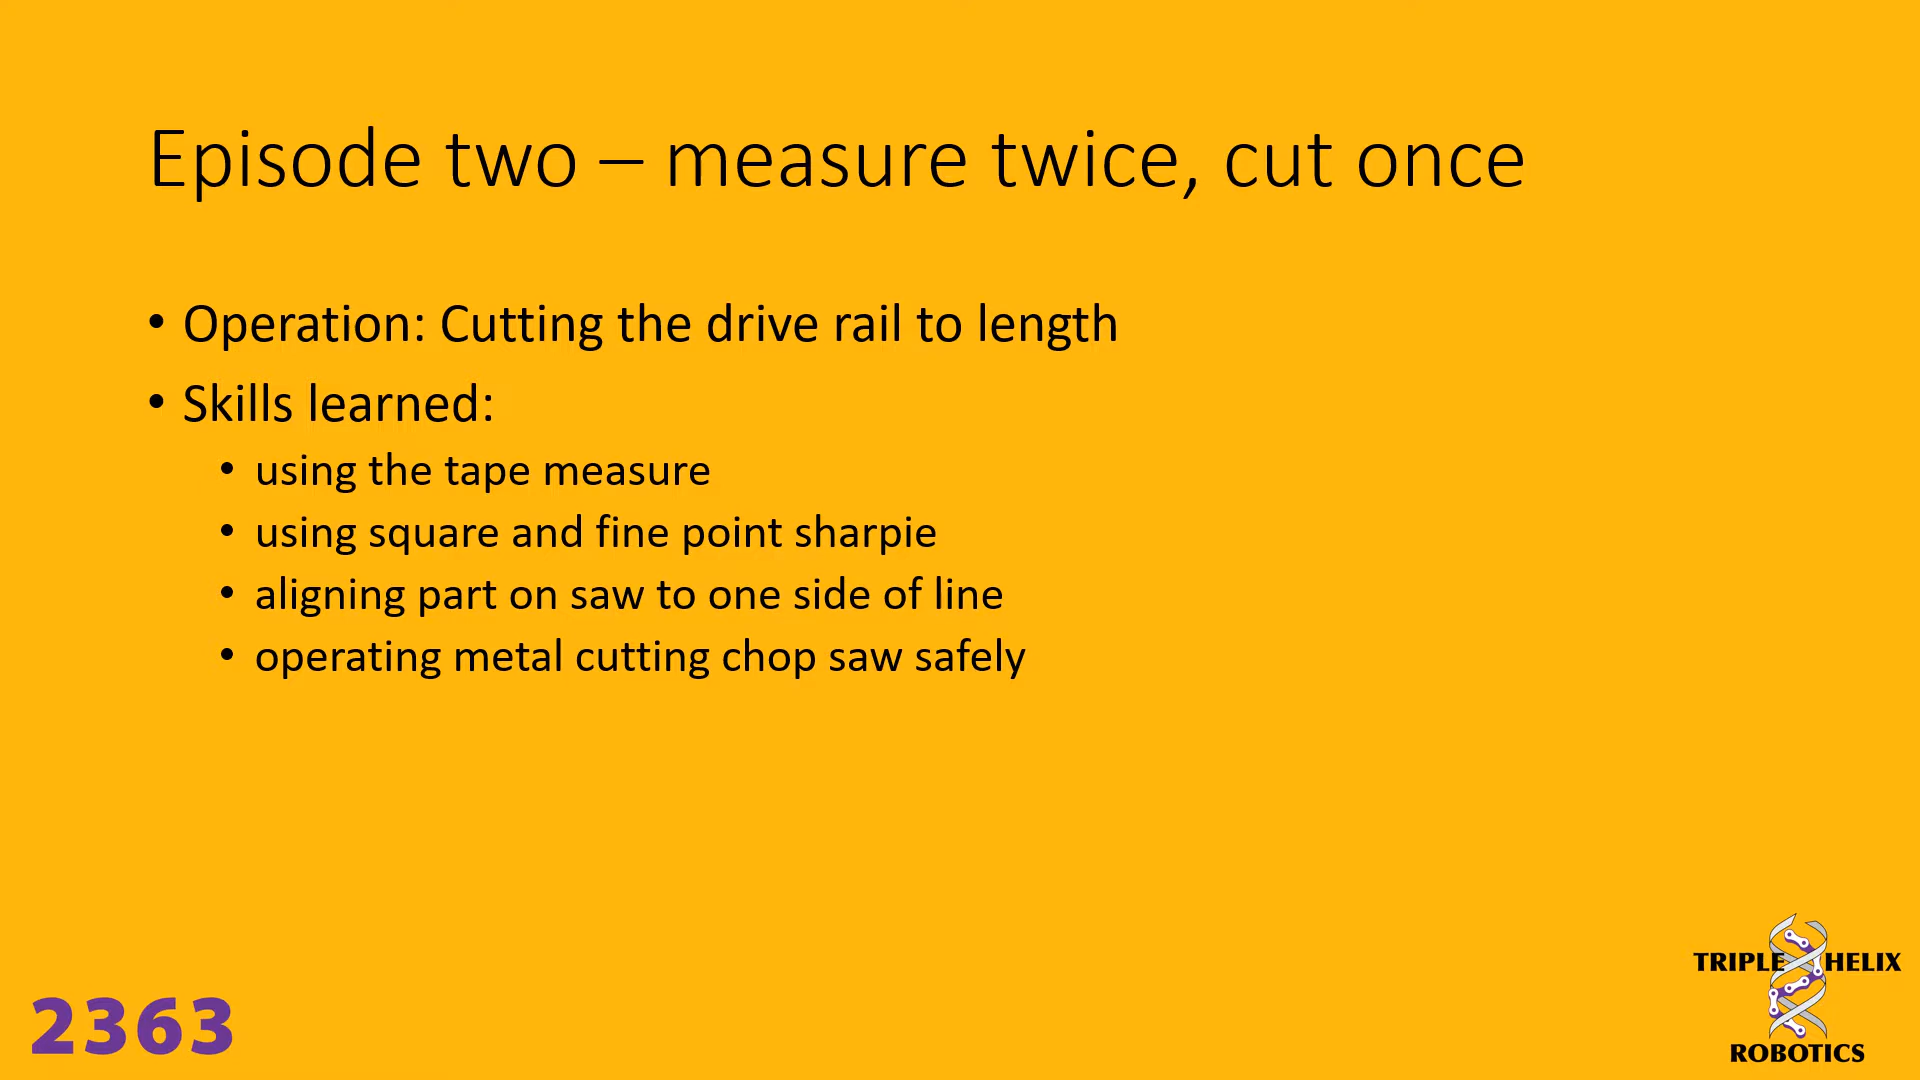 Episode two – measure twice, cut once
• Operation: Cutting the drive rail to length
• Skills learned:
• using the tape measure
• using square and fine point sharpie
• aligning part on saw to one side of line
• operating metal cutting chop saw safely
TRIPLE HELIX
ROBOTICS
2363